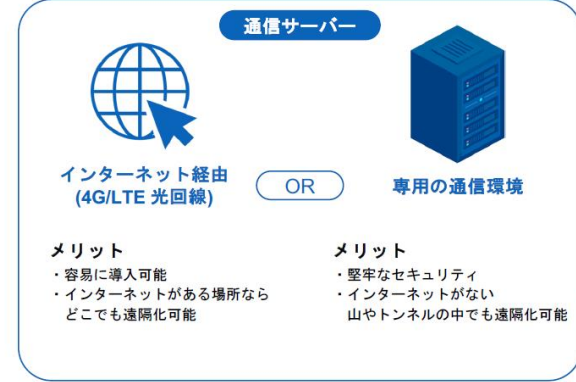 通信サーバー
インターネット経由
(4G/LTE 光回線)
OR
専用の通信環境
メリット
・容易に導入可能
・インターネットがある場所なら
どこでも遠隔化可能
メリット
・堅牢なセキュリティ
・インターネットがない
山やトンネルの中でも遠隔化可能